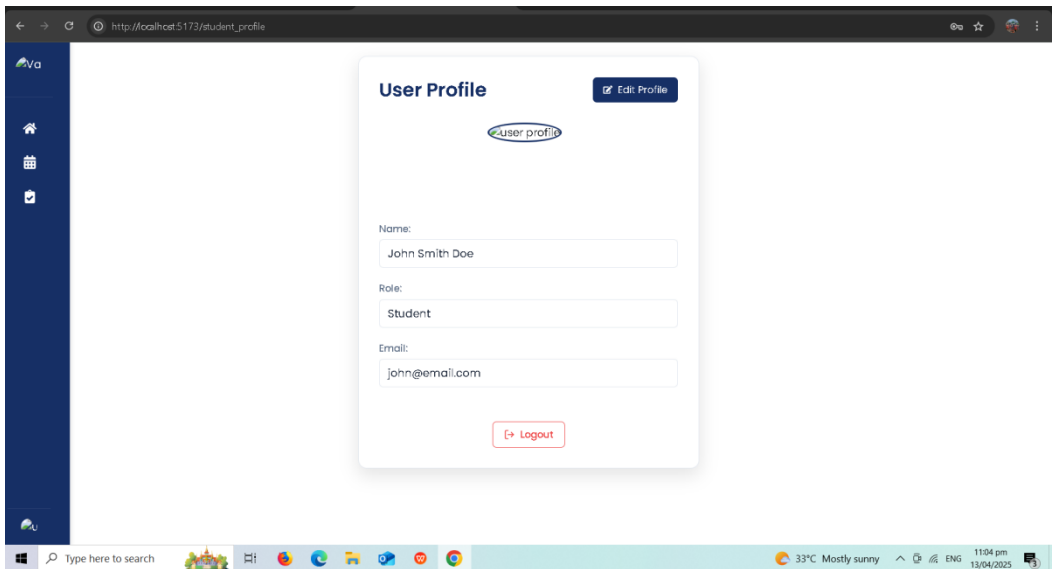 http://localhost:5173/student_profile
Va
User Profile
Edit Profile
user profile
Name:
John Smith Doe
Role:
Student
Email:
john@email.com
Logout
u
Type here to search
33°C Mostly sunny
ENG
11:04 pm
13/04/2025
3